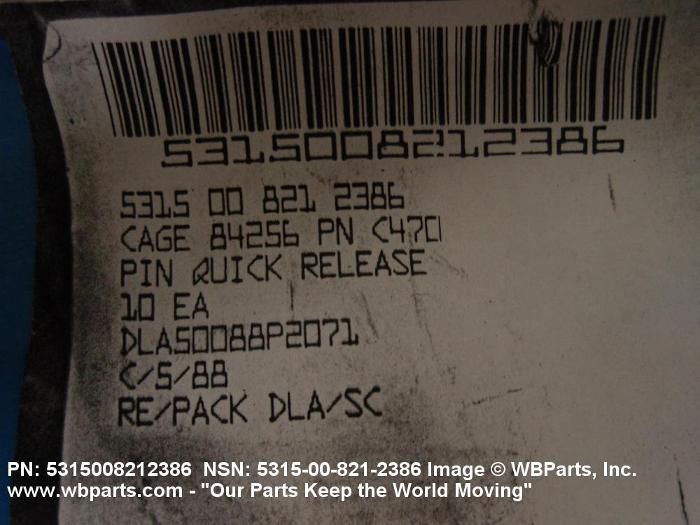 5315008212386
5315 00 821 2386
CAGE 84256 PN C470
PIN QUICK RELEASE
10 EA
DLA50088P2071
C/5/88
RE/PACK DLA/SC
PN: 5315008212386 NSN: 5315-00-821-2386 Image © WBParts, Inc.
www.wbparts.com - "Our Parts Keep the World Moving"